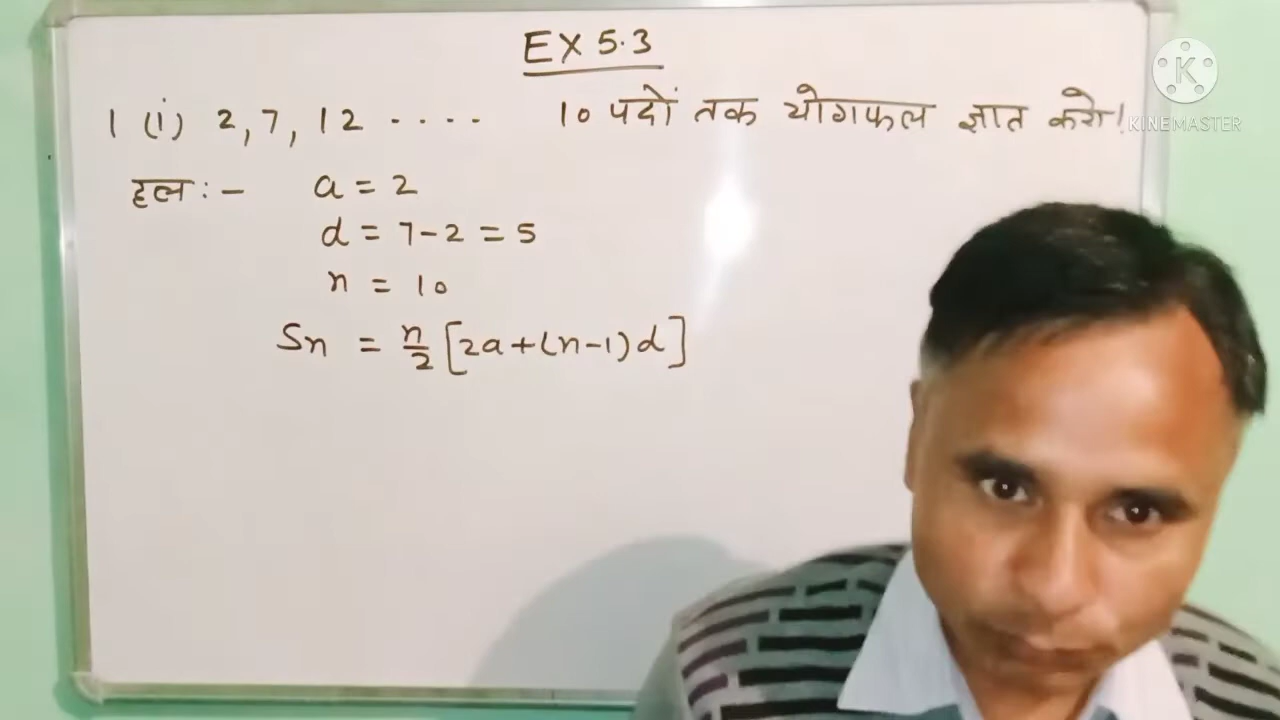 EX 5.3
1 (i) 2, 7, 12 .... 10 पदों तक योगफल ज्ञात करो।
हल :- a = 2
d = 7-2 = 5
n = 10
Sn = n/2 [2a+(n-1)d]
K
KINEMASTER